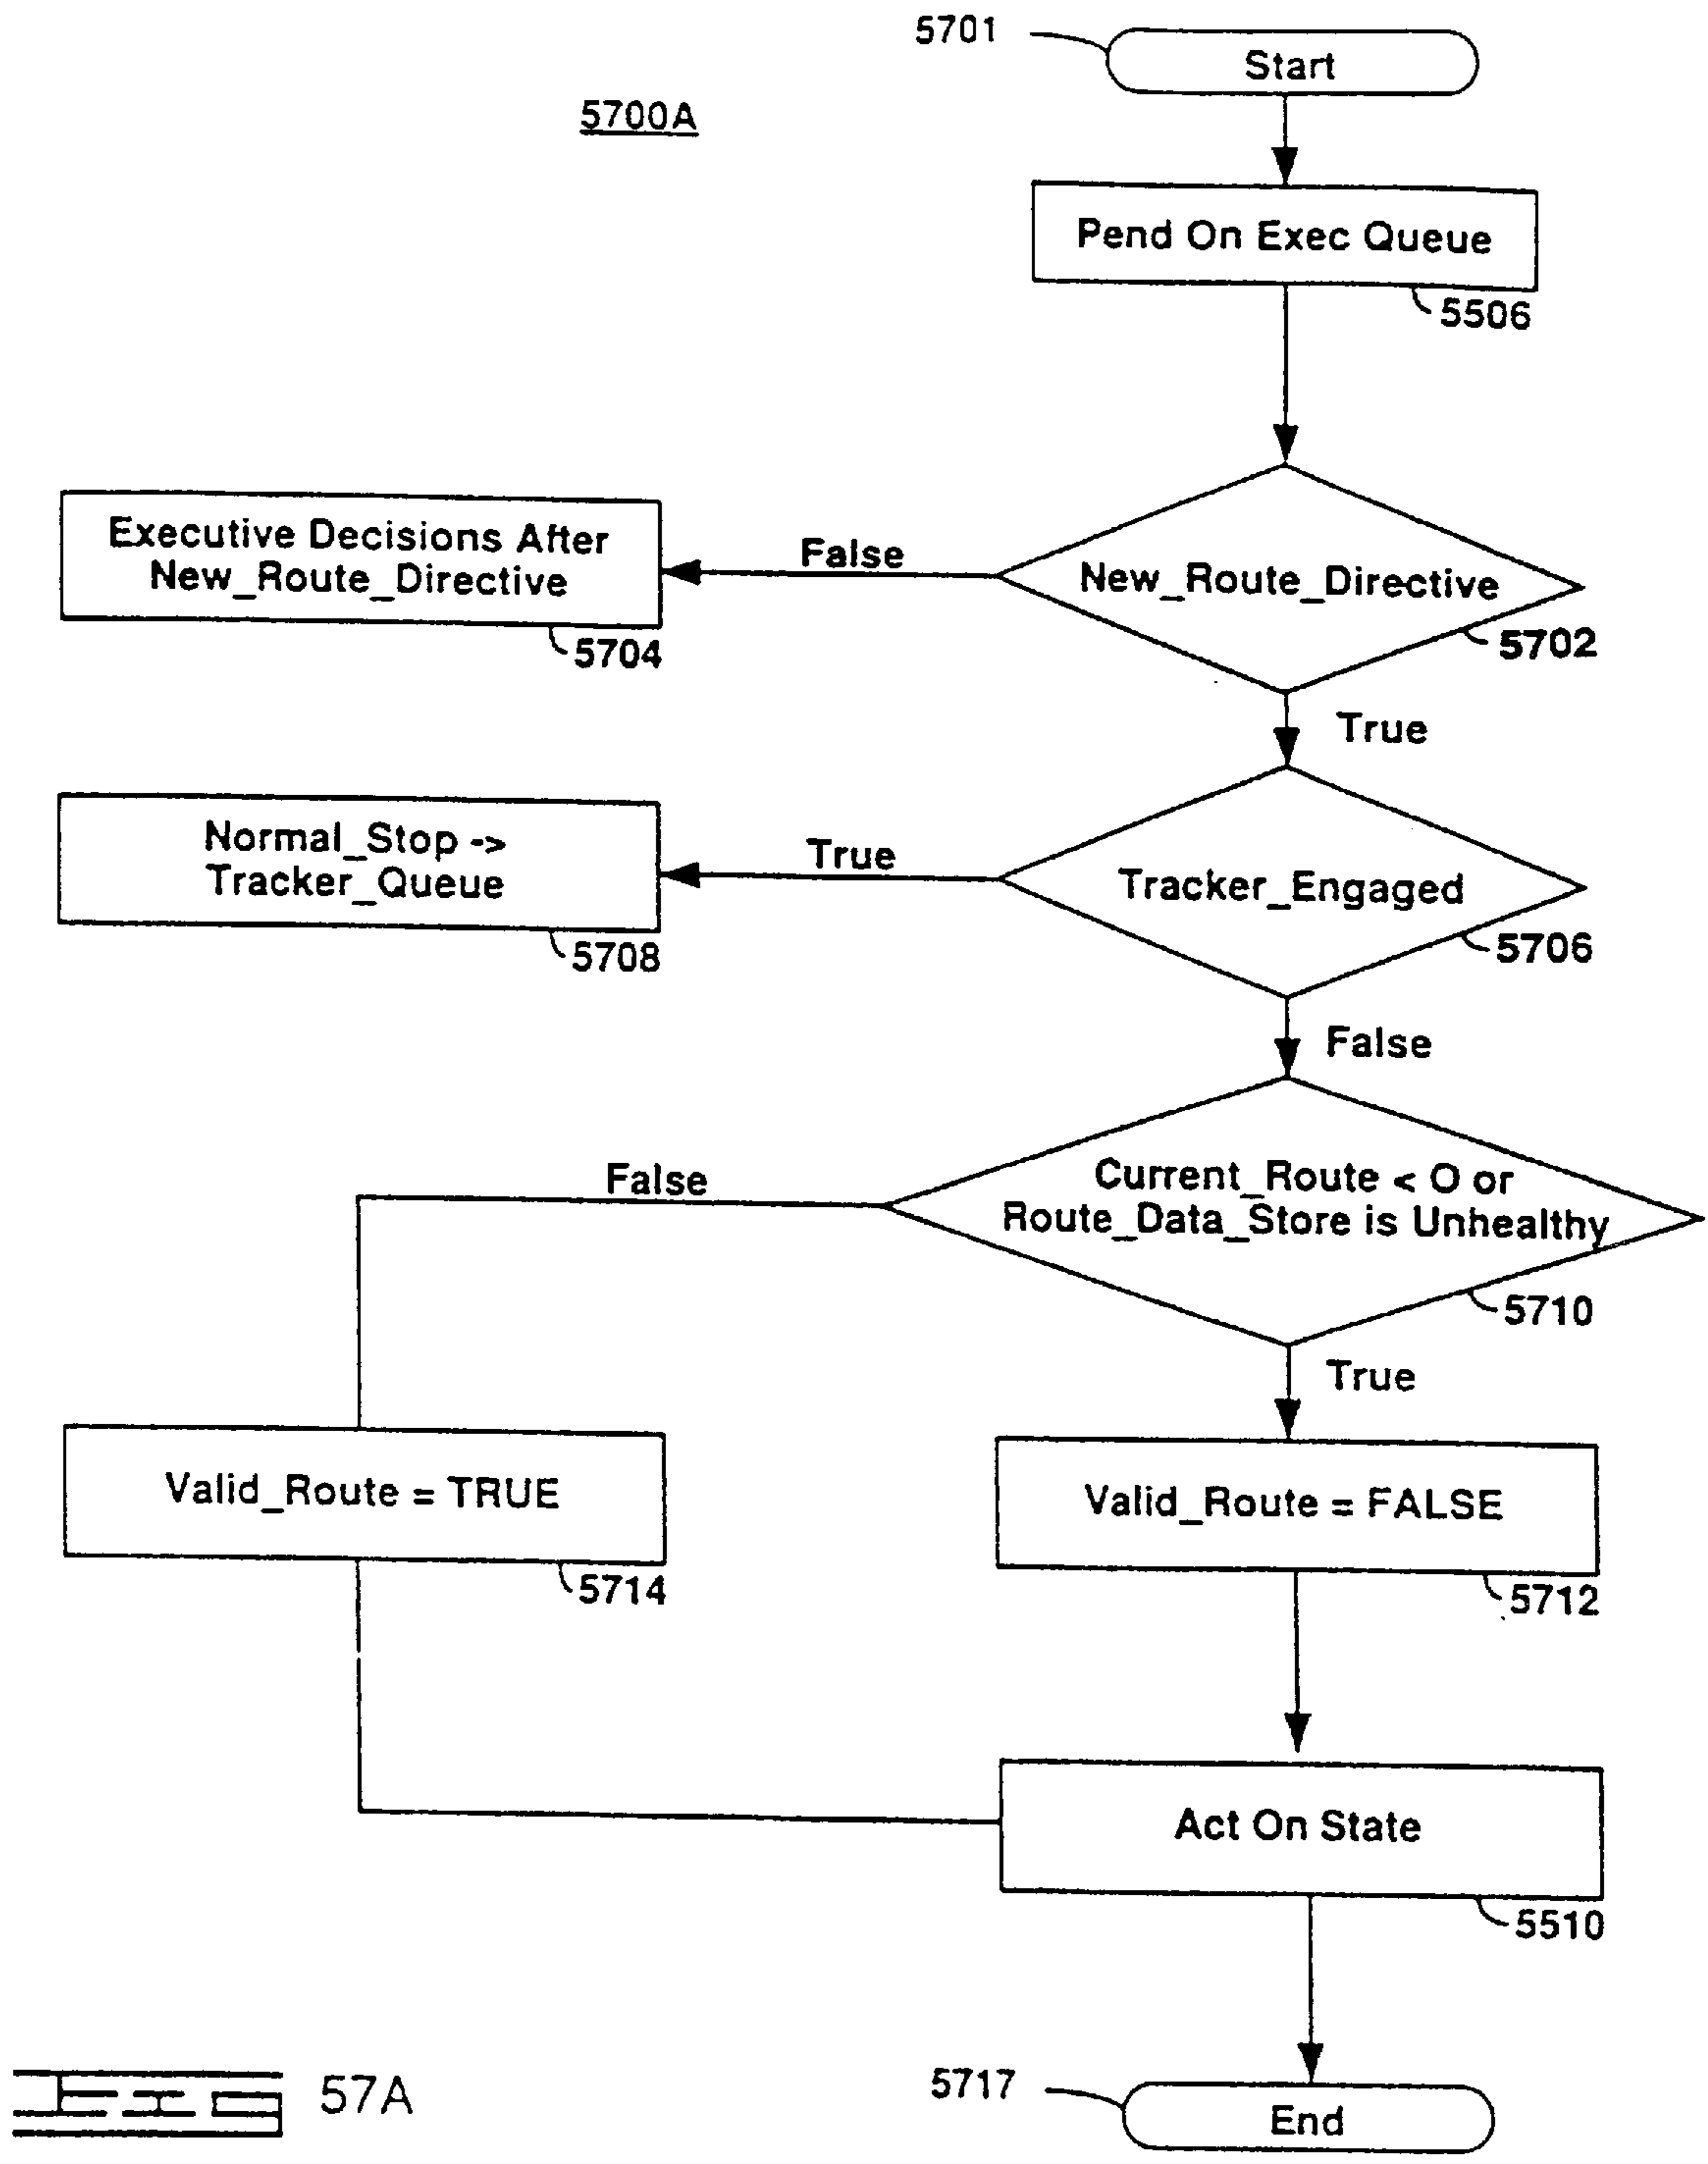 5701
Start
5700A
Pend On Exec Queue
5506
Executive Decisions After
New_Route_Directive
5704
False
New_Route_Directive
5702
True
Normal_Stop ->
Tracker_Queue
5708
True
Tracker_Engaged
5706
False
False
Current_Route < O or
Route_Data_Store is Unhealthy
5710
True
Valid_Route = TRUE
5714
Valid_Route = FALSE
5712
Act On State
5510
57A
5717
End